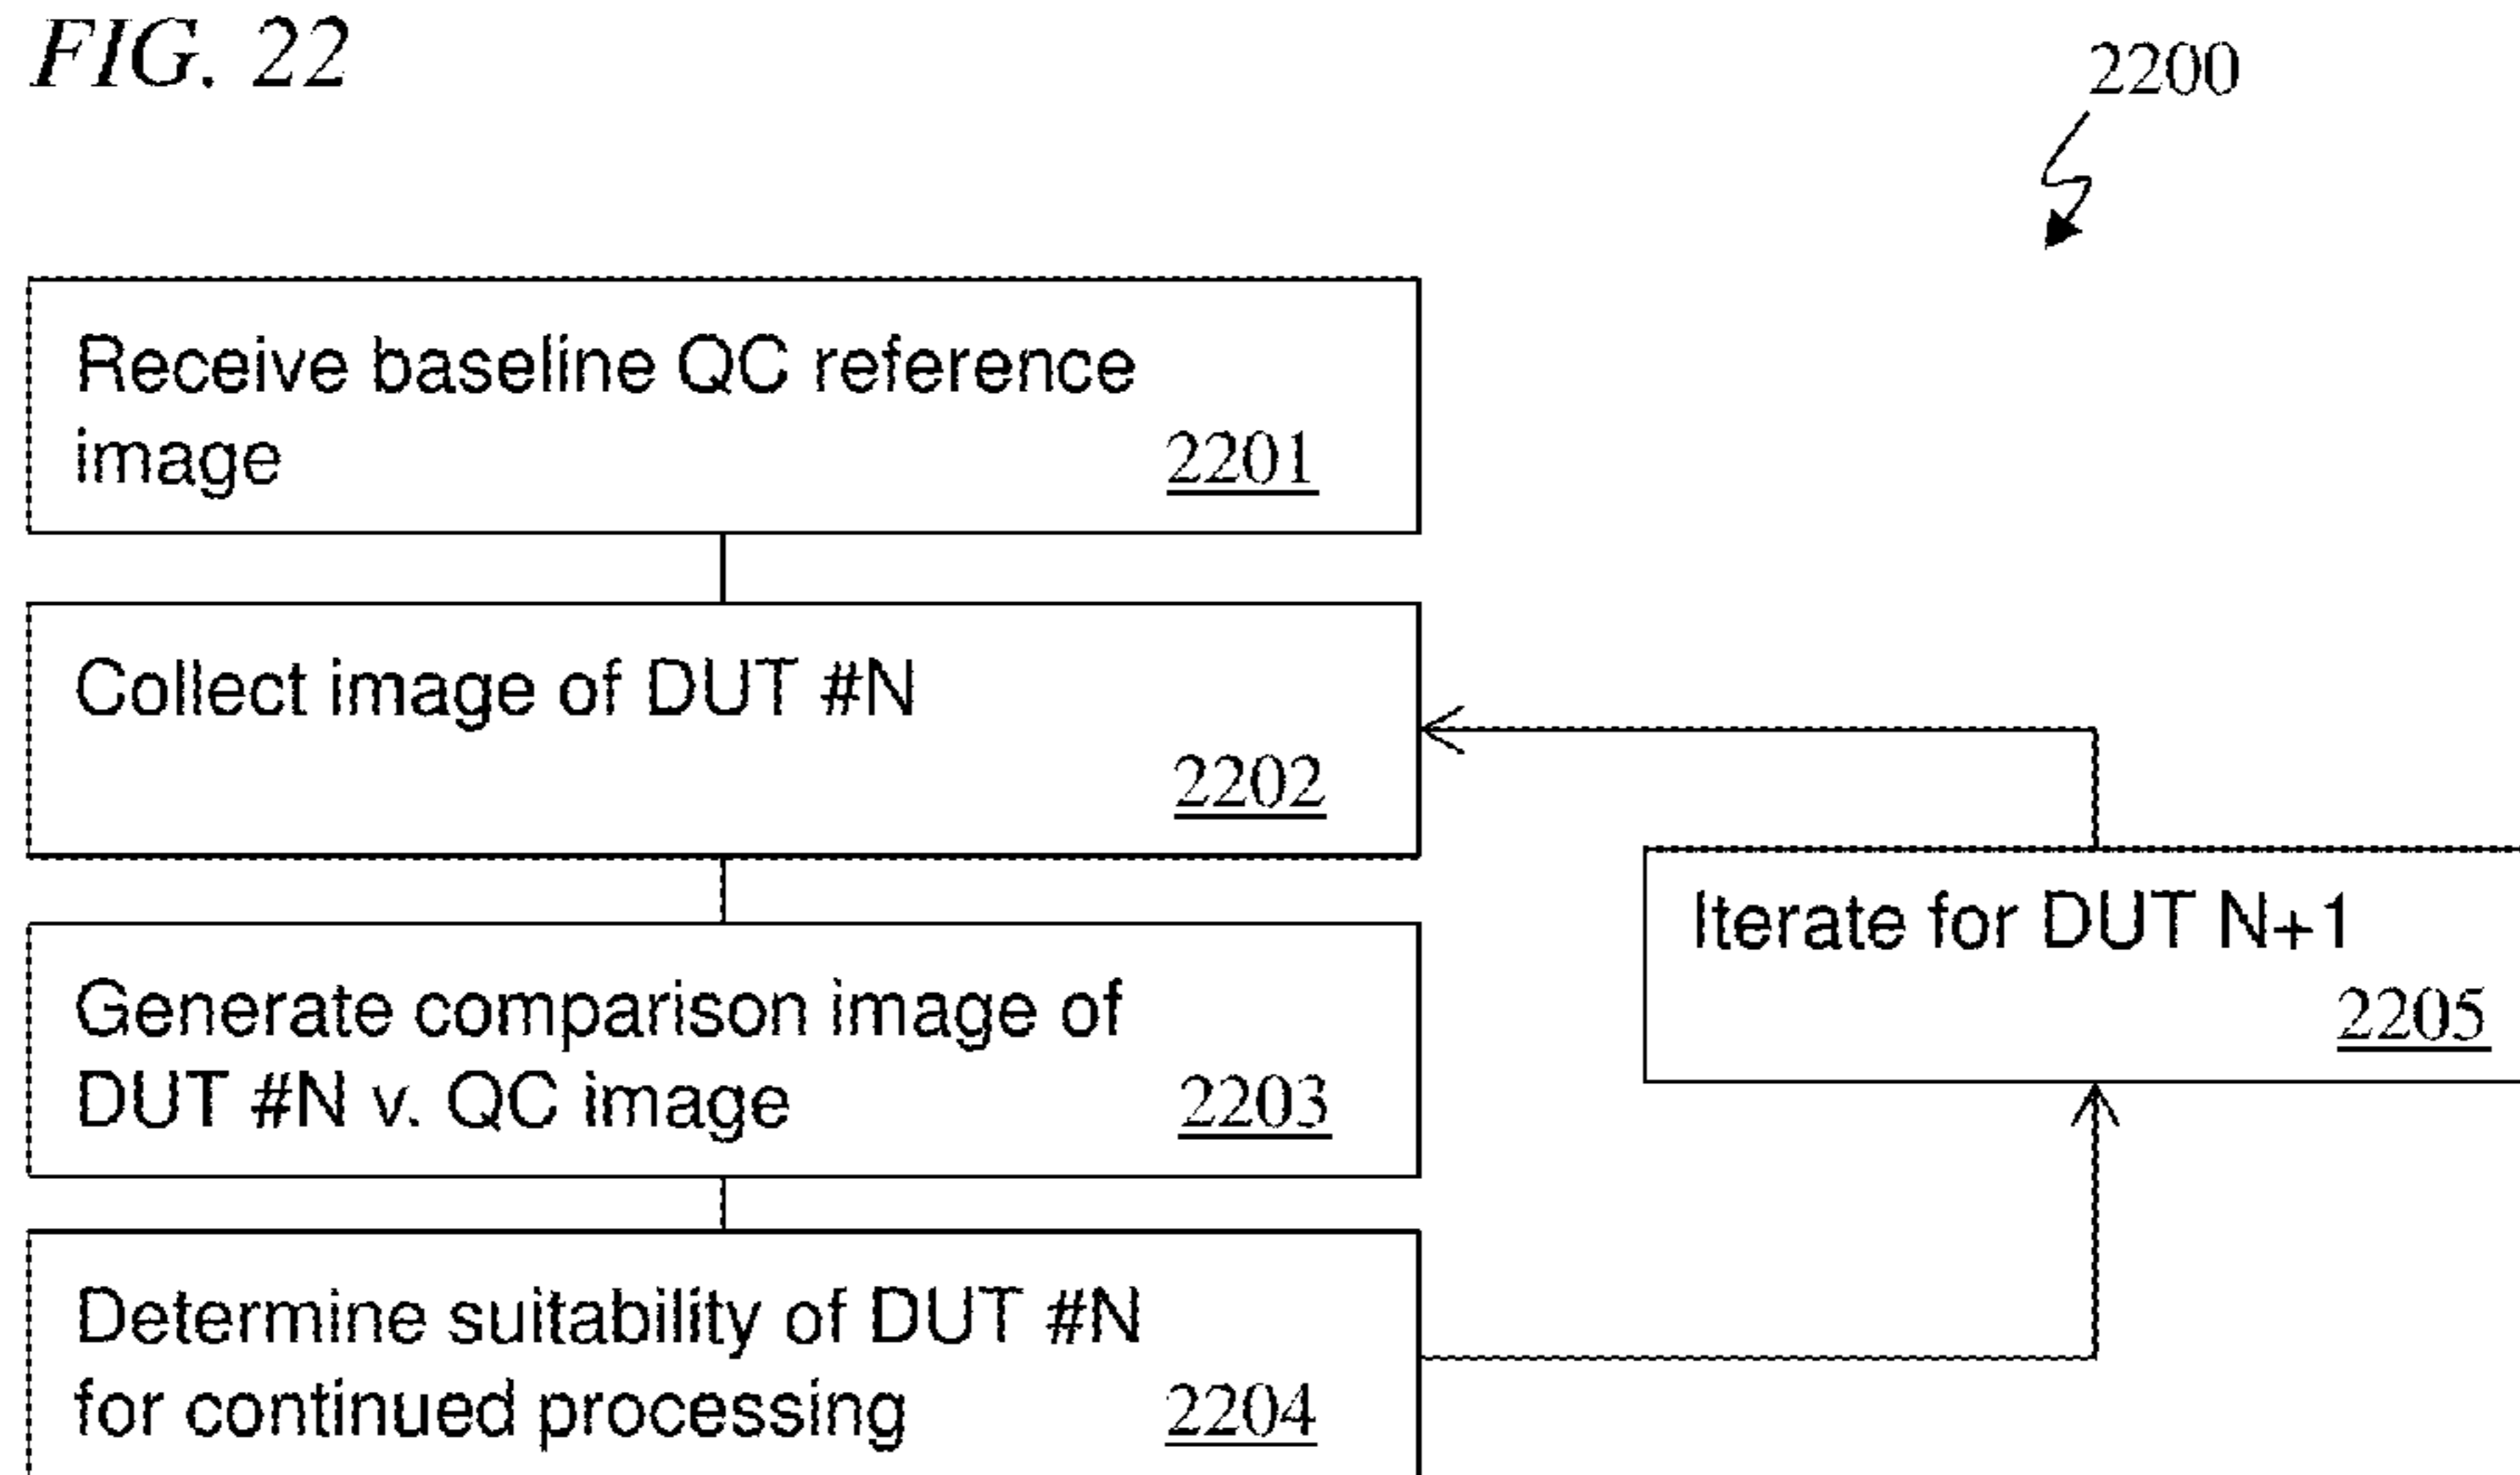 FIG. 22
2200
Receive baseline QC reference
image 2201
Collect image of DUT #N
2202
Generate comparison image of
DUT #N v. QC image 2203
Determine suitability of DUT #N
for continued processing 2204
Iterate for DUT N+1
2205